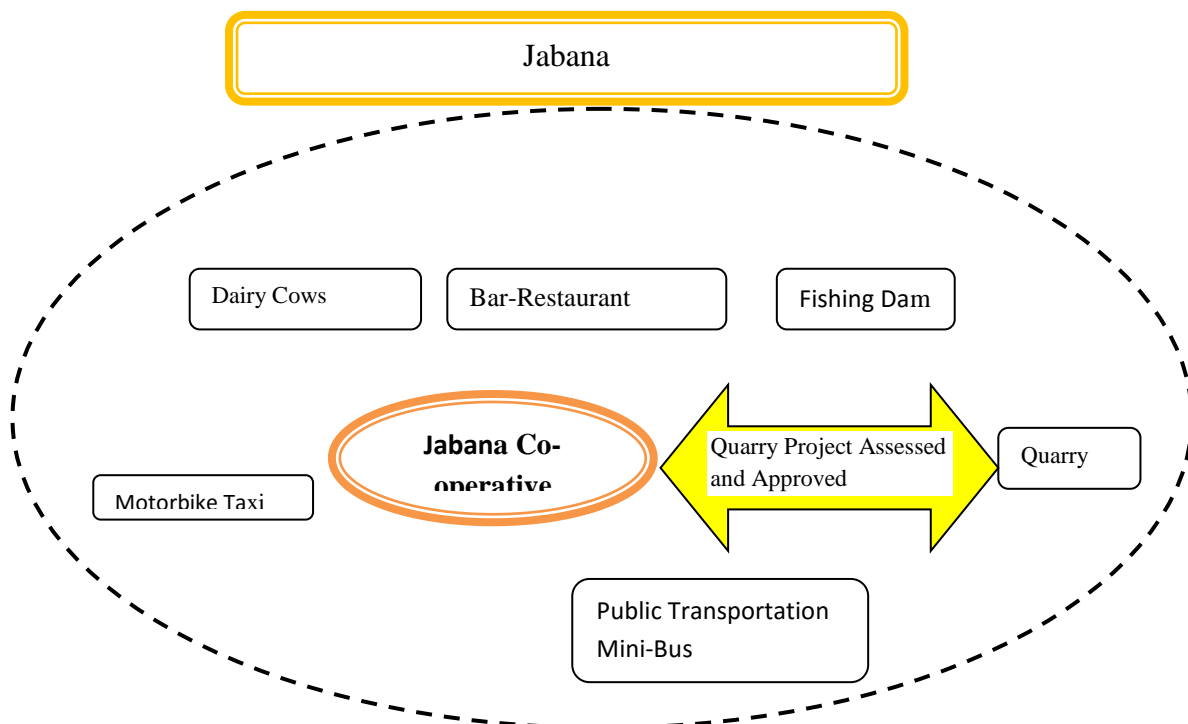 Jabana
Dairy Cows
Bar-Restaurant
Fishing Dam
Jabana Co-
operative
Quarry Project Assessed
and Approved
Quarry
Motorbike Taxi
Public Transportation
Mini-Bus